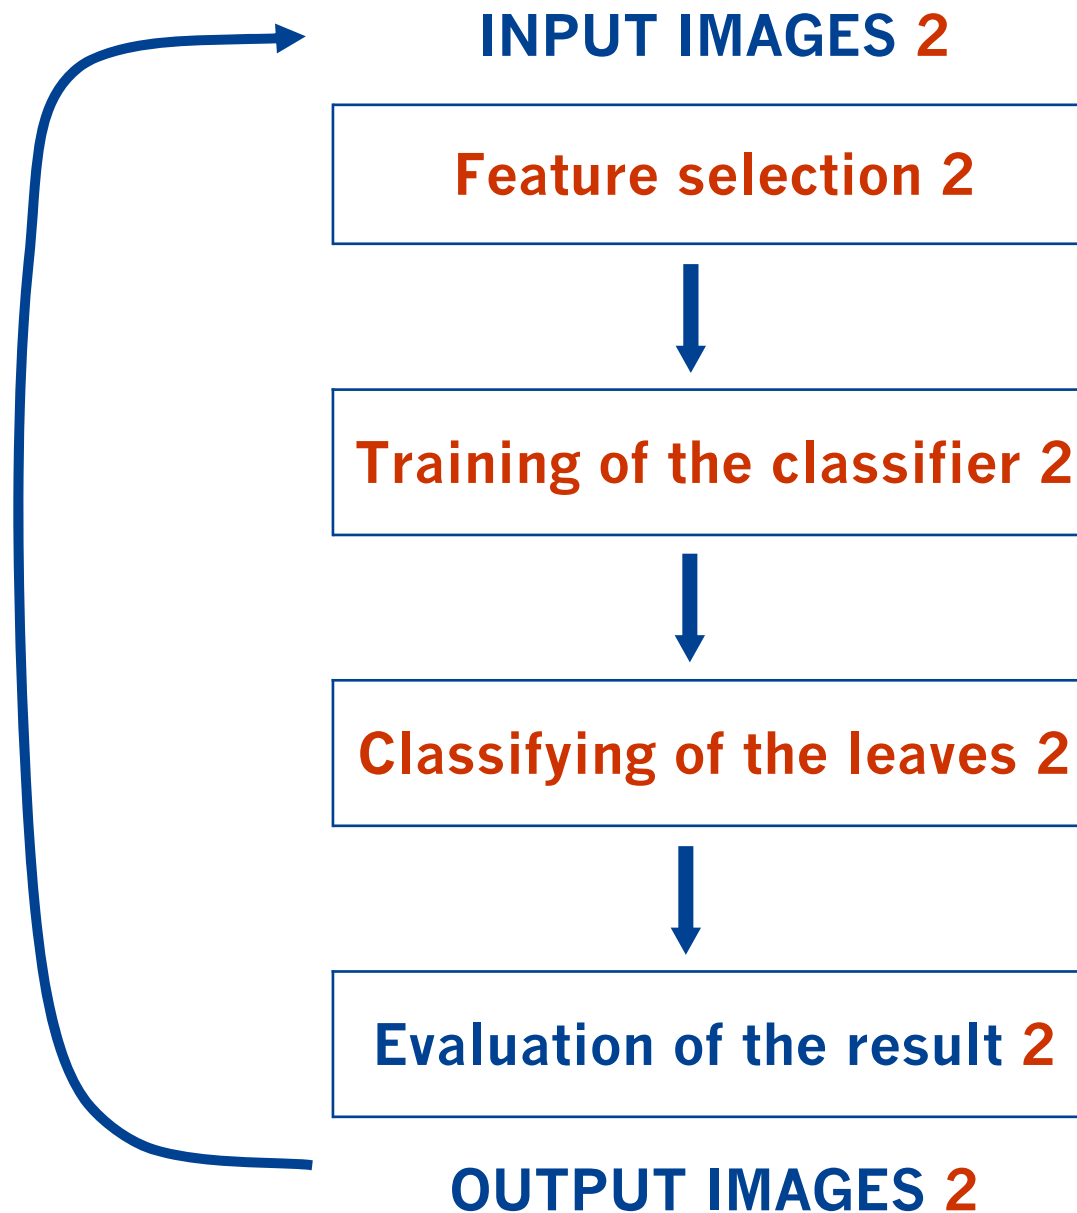 INPUT IMAGES 2
Feature selection 2
Training of the classifier 2
Classifying of the leaves 2
Evaluation of the result 2
OUTPUT IMAGES 2